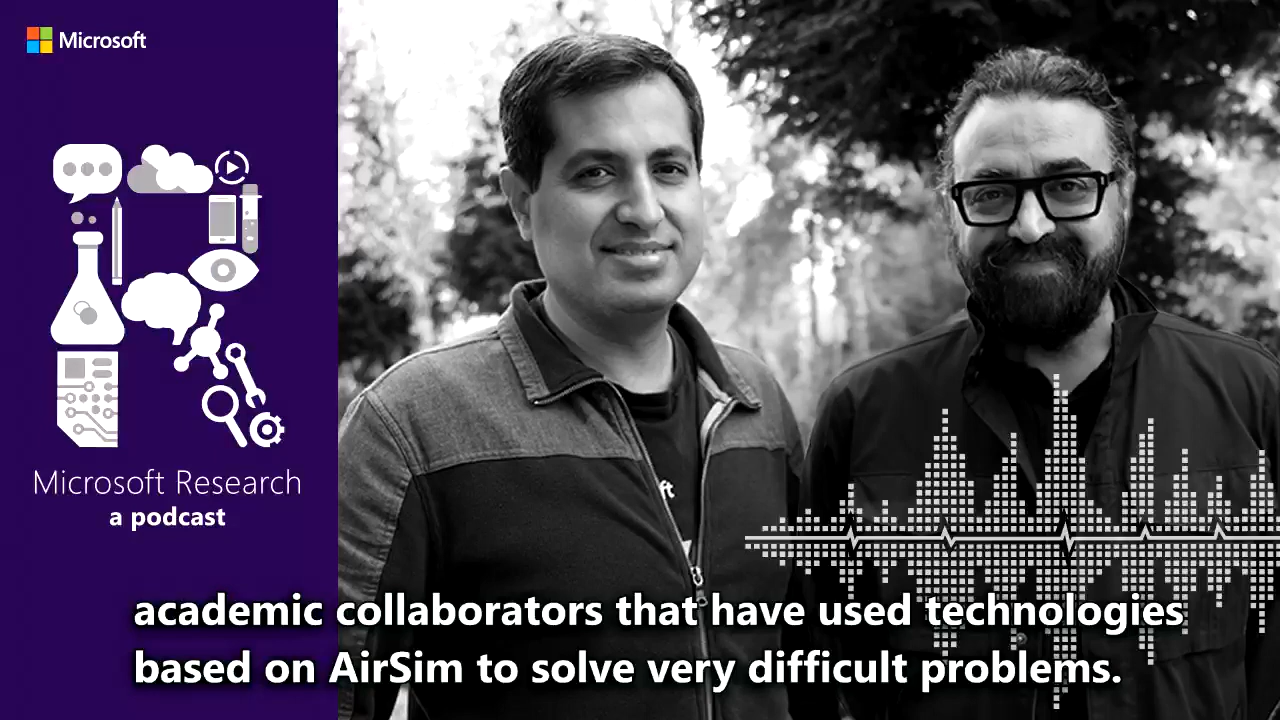 Microsoft
Microsoft Research
a podcast
academic collaborators that have used technologies
based on AirSim to solve very difficult problems.